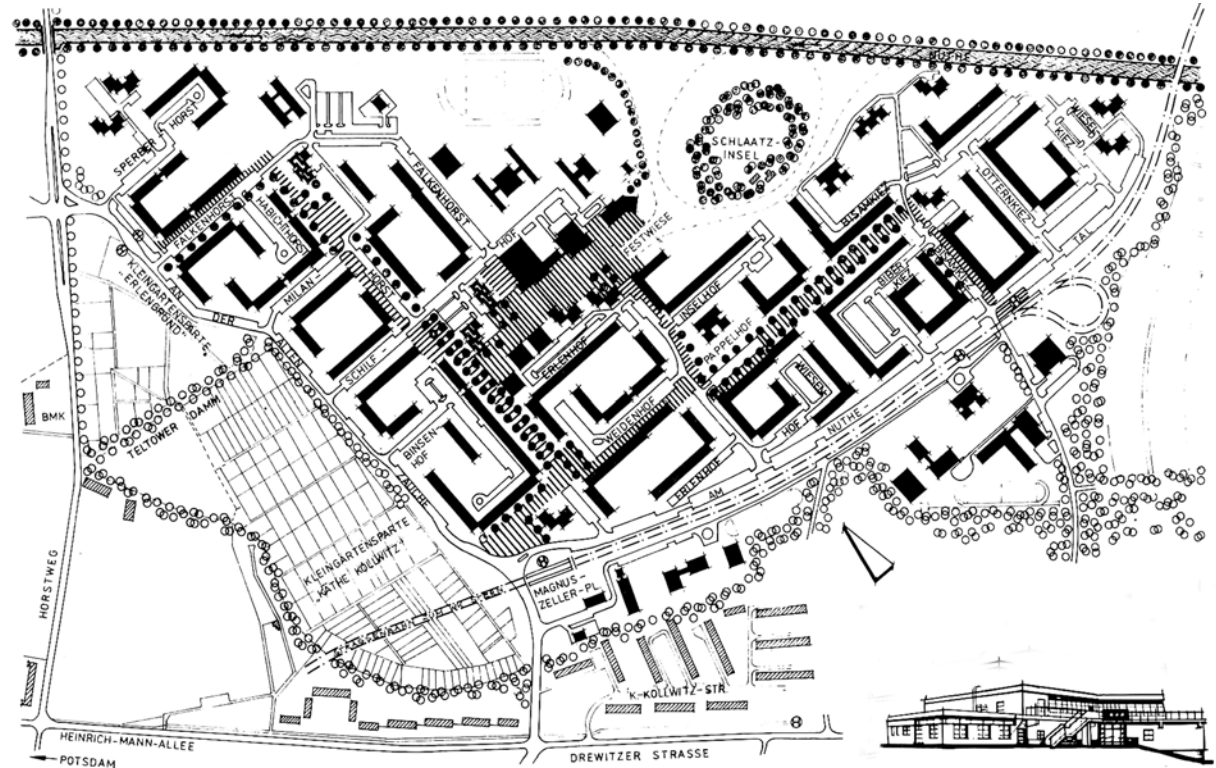 NUTHE
SPERBER-
HORST
FALKENHORST
HABICHTHORST
MILAN-
HORST
FALKENHORST
SCHILF-
HOF
FESTWIESE
SCHLAATZ-
INSEL
INSELHOF
PAPPELHOF
BISAMKIEZ
BIBER
KIEZ
OTTERNKIEZ
WIESEL
KIEZ
TAL
AN
DER
ALTEN
ZAUCHE
KLEINGARTENSPARTE
"ERLENGRUND"
ERLENHOF
WEIDENHOF
ERLENHOF
WIESEN
HOF
BINSEN-
HOF
AM
NUTHE
BMK
TELTOWER DAMM
KLEINGARTENSPARTE
"KÄTHE KOLLWITZ"
MAGNUS-
ZELLER-PL.
K.-KOLLWITZ-STR.
HORSTWEG
HEINRICH-MANN-ALLEE
DREWITZER STRASSE
POTSDAM